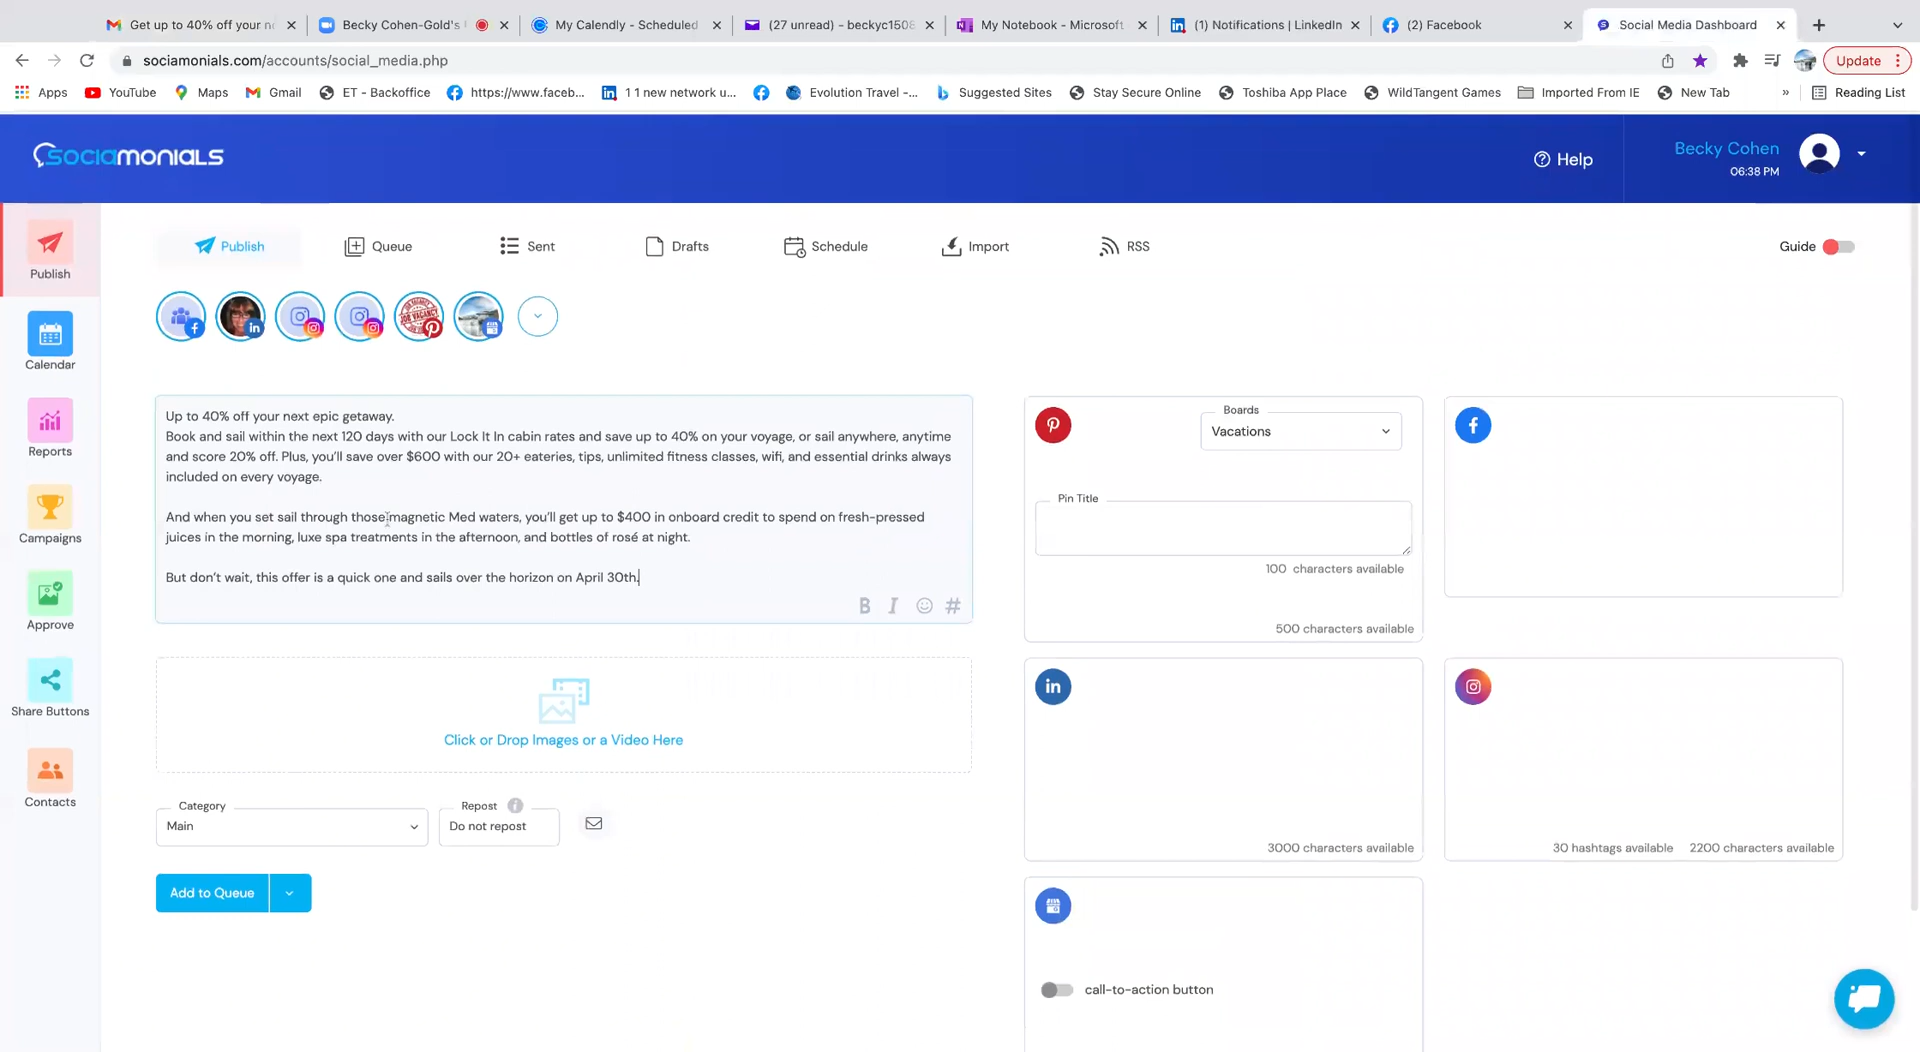 Get up to 40% off your n
Becky Cohen-Gold's
My Calendly - Scheduled
(27 unread) - beckyc1508
My Notebook - Microsoft
(1) Notifications | LinkedIn
(2) Facebook
Social Media Dashboard
sociamonials.com/accounts/social_media.php
Update
Apps
YouTube
Maps
Gmail
ET - Backoffice
https://www.faceb...
1 1 new network u...
Evolution Travel -...
Suggested Sites
Stay Secure Online
Toshiba App Place
WildTangent Games
Imported From IE
New Tab
»
Reading List
Sociamonials
Help
Becky Cohen
06:38 PM
Publish
Queue
Sent
Drafts
Schedule
Import
RSS
Guide
Publish
Calendar
Reports
Campaigns
Approve
Share Buttons
Contacts
JOB VACANCY
Up to 40% off your next epic getaway.
Book and sail within the next 120 days with our Lock It In cabin rates and save up to 40% on your voyage, or sail anywhere, anytime
and score 20% off. Plus, you'll save over $600 with our 20+ eateries, tips, unlimited fitness classes, wifi, and essential drinks always
included on every voyage.
And when you set sail through those magnetic Med waters, you'll get up to $400 in onboard credit to spend on fresh-pressed
juices in the morning, luxe spa treatments in the afternoon, and bottles of rosé at night.
But don't wait, this offer is a quick one and sails over the horizon on April 30th.
B I #
Click or Drop Images or a Video Here
Category
Main
Repost
Do not repost
Add to Queue
Boards
Vacations
Pin Title
100 characters available
500 characters available
3000 characters available
30 hashtags available 2200 characters available
call-to-action button